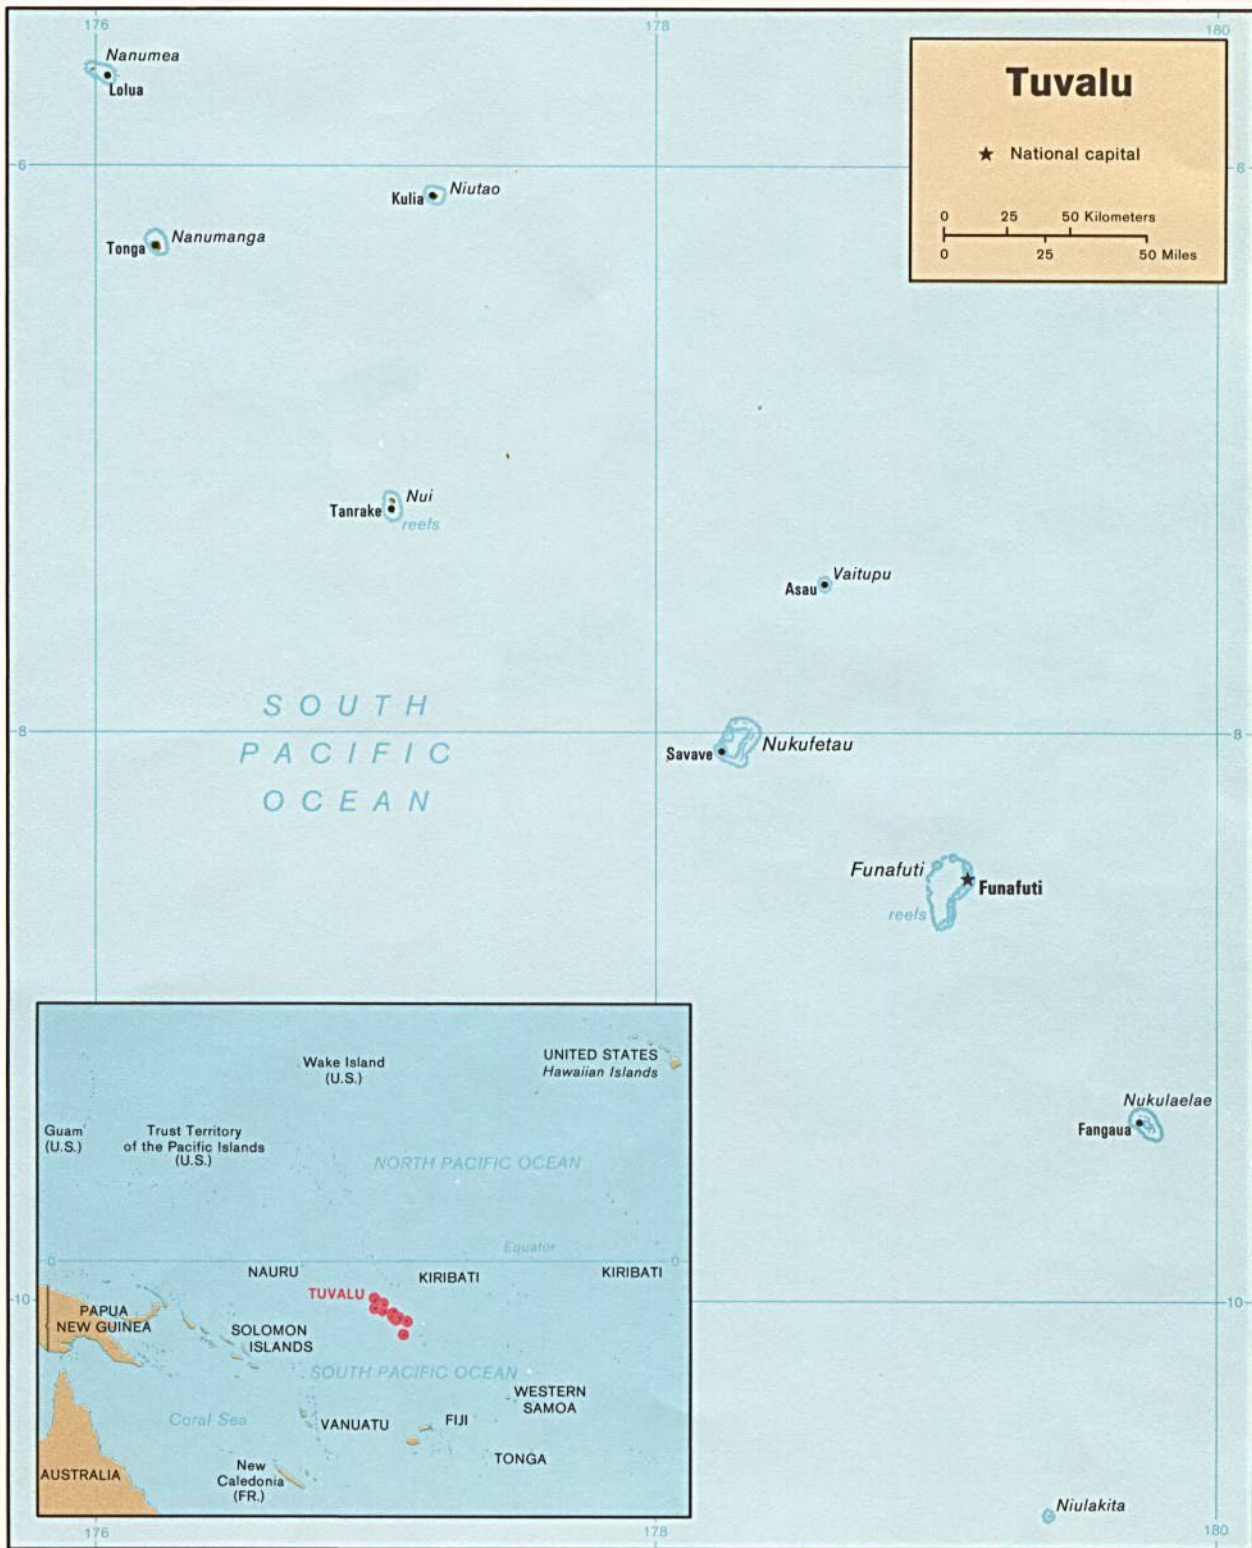 176
178
180
Nanumea
Lolua
Tuvalu
National capital
0 25 50 Kilometers
0 25 50 Miles
6
6
Kulia
Niutao
Tonga
Nanumanga
Tanrake
Nui
reefs
Asau
Vaitupu
SOUTH
PACIFIC
OCEAN
8
8
Savave
Nukufetau
Funafuti
Funafuti
reefs
Nukulaelae
Fangaua
10
10
Niulakita
176
178
180
Wake Island
(U.S.)
UNITED STATES
Hawaiian Islands
Guam
(U.S.)
Trust Territory
of the Pacific Islands
(U.S.)
NORTH PACIFIC OCEAN
Equator
0
0
NAURU
KIRIBATI
KIRIBATI
TUVALU
PAPUA
NEW GUINEA
SOLOMON
ISLANDS
SOUTH PACIFIC OCEAN
WESTERN
SAMOA
Coral Sea
VANUATU
FIJI
TONGA
AUSTRALIA
New
Caledonia
(FR.)